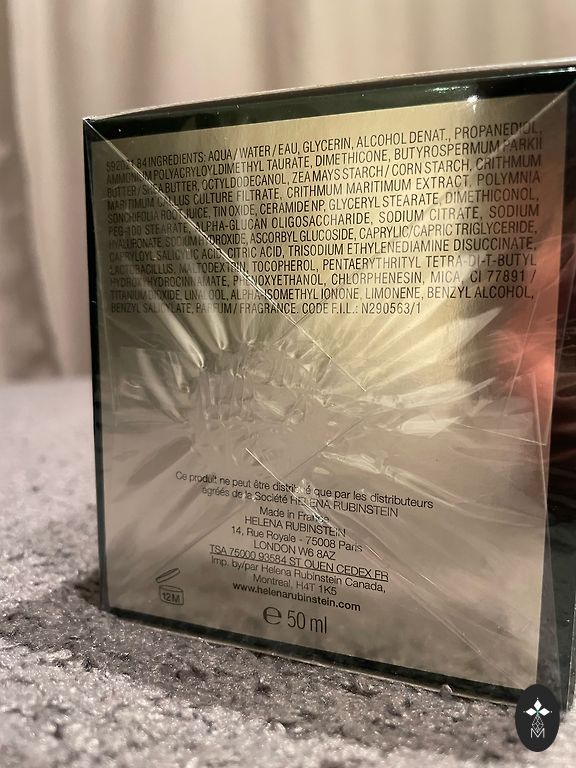 592081 84 INGREDIENTS: AQUA / WATER / EAU, GLYCERIN, ALCOHOL DENAT., PROPANEDIOL,
AMMONIUM POLYACRYLOYLDIMETHYL TAURATE, DIMETHICONE, BUTYROSPERMUM PARKII
BUTTER / SHEA BUTTER, OCTYLDODECANOL, ZEA MAYS STARCH / CORN STARCH, CRITHMUM
MARITIMUM CALLUS CULTURE FILTRATE, CRITHMUM MARITIMUM EXTRACT, POLYMNIA
SONCHIFOLIA ROOT JUICE, TIN OXIDE, CERAMIDE NP, GLYCERYL STEARATE, DIMETHICONOL,
PEG-100 STEARATE, ALPHA-GLUCAN OLIGOSACCHARIDE, SODIUM CITRATE, SODIUM
HYALURONATE, SODIUM HYDROXIDE, ASCORBYL GLUCOSIDE, CAPRYLIC / CAPRIC TRIGLYCERIDE,
CAPRYLOYL SALICYLIC ACID, CITRIC ACID, TRISODIUM ETHYLENEDIAMINE DISUCCINATE,
LACTOBACILLUS, MALTODEXTRIN, TOCOPHEROL, PENTAERYTHRITYL TETRA-DI-T-BUTYL
HYDROXYHYDROCINNAMATE, PHENOXYETHANOL, CHLORPHENESIN, MICA, CI 77891 /
TITANIUM DIOXIDE, LINALOOL, ALPHA-ISOMETHYL IONONE, LIMONENE, BENZYL ALCOHOL,
BENZYL SALICYLATE, PARFUM / FRAGRANCE. CODE F.I.L.: N290563/1
Ce produit ne peut être distribué que par les distributeurs
agréés de la Société HELENA RUBINSTEIN
Made in France
HELENA RUBINSTEIN
14, Rue Royale - 75008 Paris
LONDON W6 8AZ
TSA 75000 93584 ST OUEN CEDEX FR
Imp. by/par Helena Rubinstein Canada,
Montreal, H4T 1K5
www.helenarubinstein.com
12M
e 50 ml
M